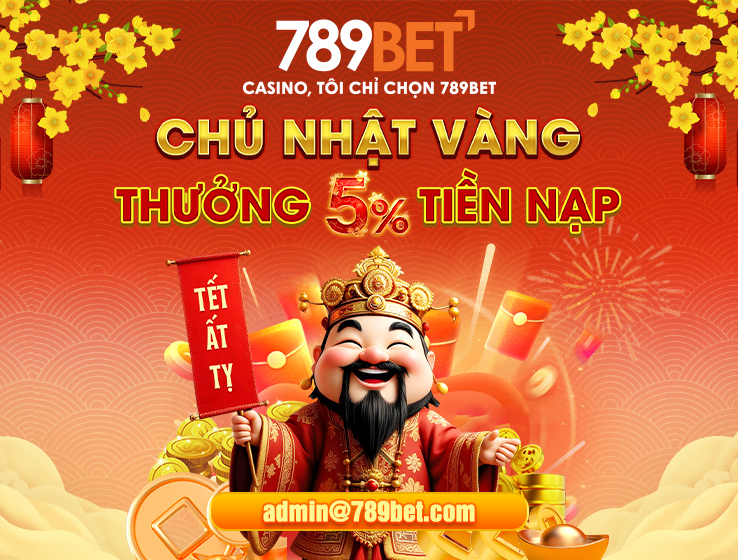 789BET
CASINO, TÔI CHỈ CHỌN 789BET
CHỦ NHẬT VÀNG
THƯỞNG 5% TIỀN NẠP
TẾT
ẤT
TỴ
admin@789bet.com